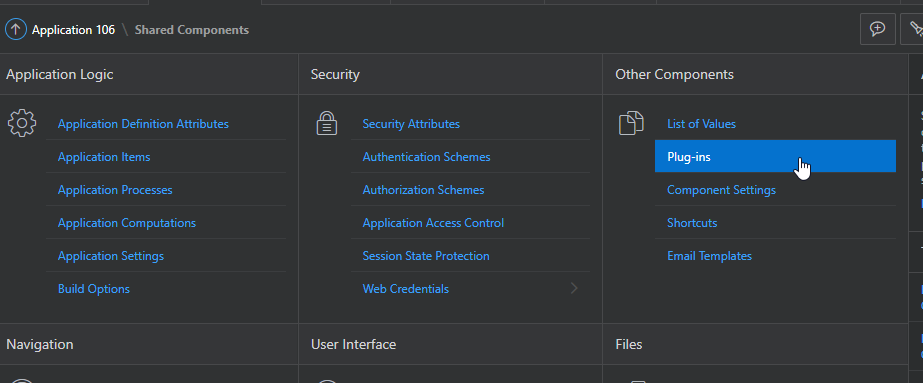 Application 106 \ Shared Components
Application Logic
Application Definition Attributes
Application Items
Application Processes
Application Computations
Application Settings
Build Options
Security
Security Attributes
Authentication Schemes
Authorization Schemes
Application Access Control
Session State Protection
Web Credentials
Other Components
List of Values
Plug-ins
Component Settings
Shortcuts
Email Templates
Navigation
User Interface
Files